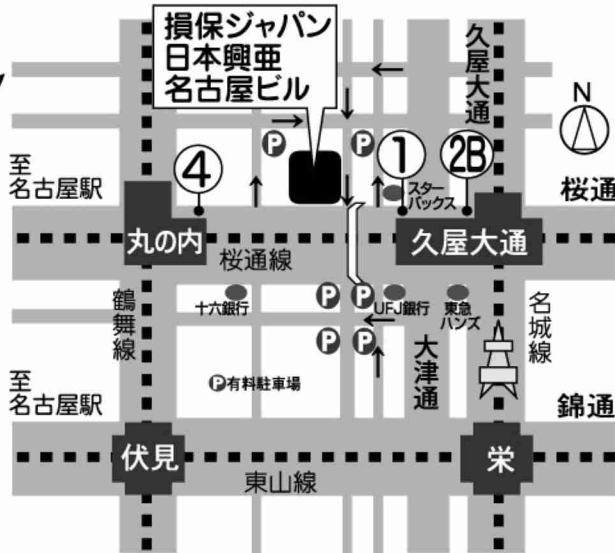 損保ジャパン
日本興亜
名古屋ビル
久屋大通
N
至
名古屋駅
4
P
P
1
2B
スター
バックス
桜通
丸の内
久屋大通
桜通線
鶴舞線
十六銀行
P
P
UFJ銀行
東急
ハンズ
名城線
P
P
大津通
至
名古屋駅
P有料駐車場
錦通
伏見
栄
東山線